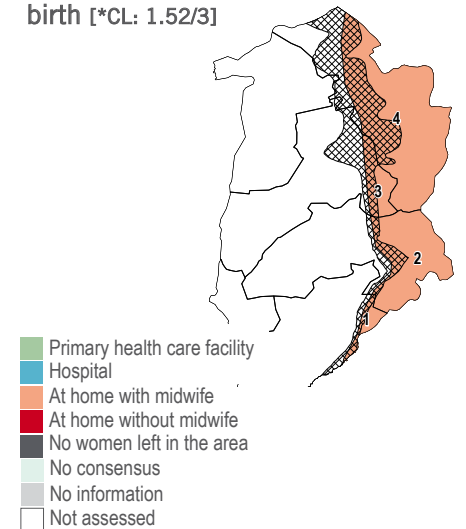 birth [*CL: 1.52/3]
2
4
3
2
1
Primary health care facility
Hospital
At home with midwife
At home without midwife
No women left in the area
No consensus
No information
Not assessed